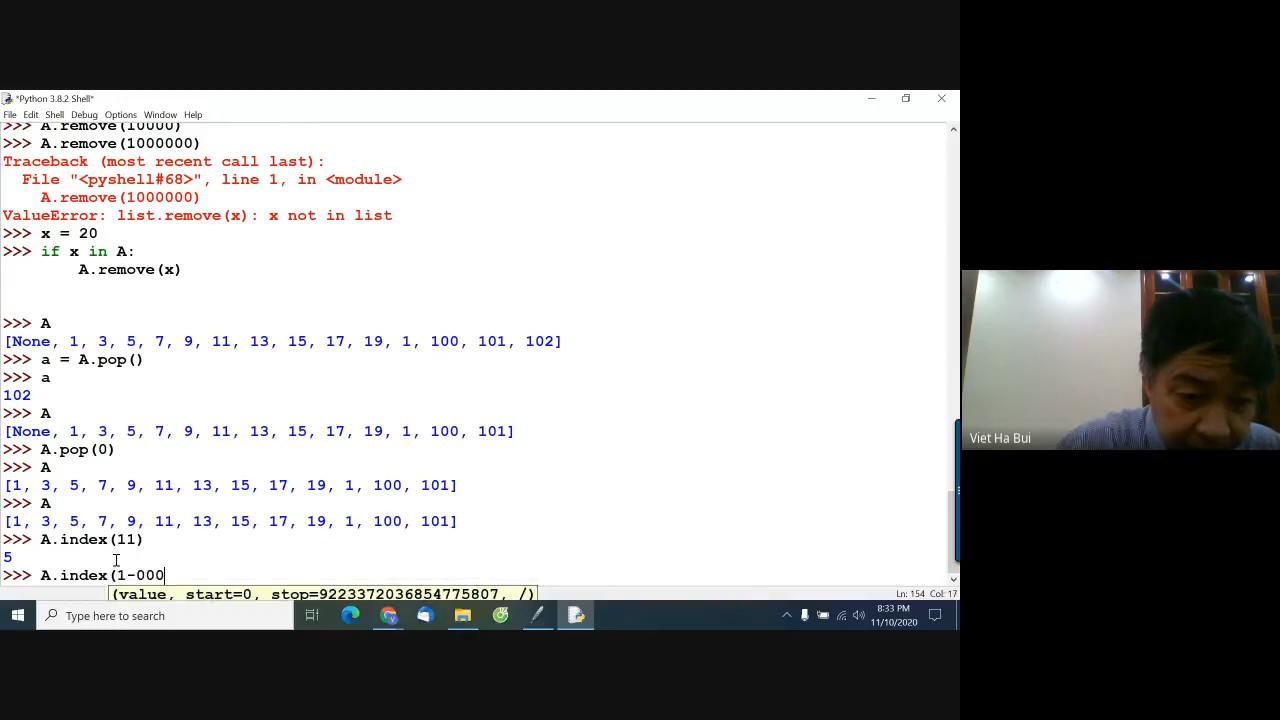 *Python 3.8.2 Shell*
File Edit Shell Debug Options Window Help
>>> A.remove(10000)
>>> A.remove(1000000)
Traceback (most recent call last):
  File "<pyshell#68>", line 1, in <module>
    A.remove(1000000)
ValueError: list.remove(x): x not in list
>>> x = 20
>>> if x in A:
        A.remove(x)
>>> A
[None, 1, 3, 5, 7, 9, 11, 13, 15, 17, 19, 1, 100, 101, 102]
>>> a = A.pop()
>>> a
102
>>> A
[None, 1, 3, 5, 7, 9, 11, 13, 15, 17, 19, 1, 100, 101]
>>> A.pop(0)
>>> A
[1, 3, 5, 7, 9, 11, 13, 15, 17, 19, 1, 100, 101]
>>> A
[1, 3, 5, 7, 9, 11, 13, 15, 17, 19, 1, 100, 101]
>>> A.index(11)
5
>>> A.index(1-000
(value, start=0, stop=9223372036854775807, /)
Ln: 154 Col: 17
Type here to search
8:33 PM
11/10/2020
Viet Ha Bui